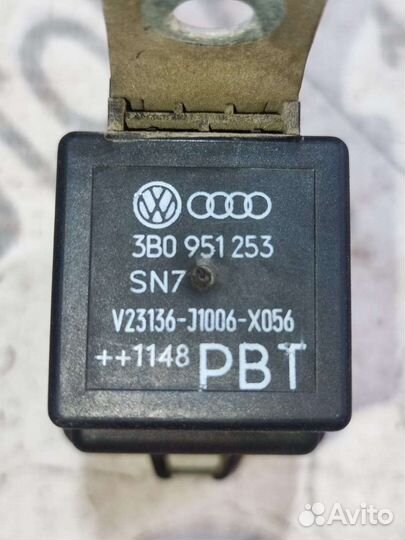 3B0 951 253
SN7
V23136-J1006-X056
++1148 PBT
Avito